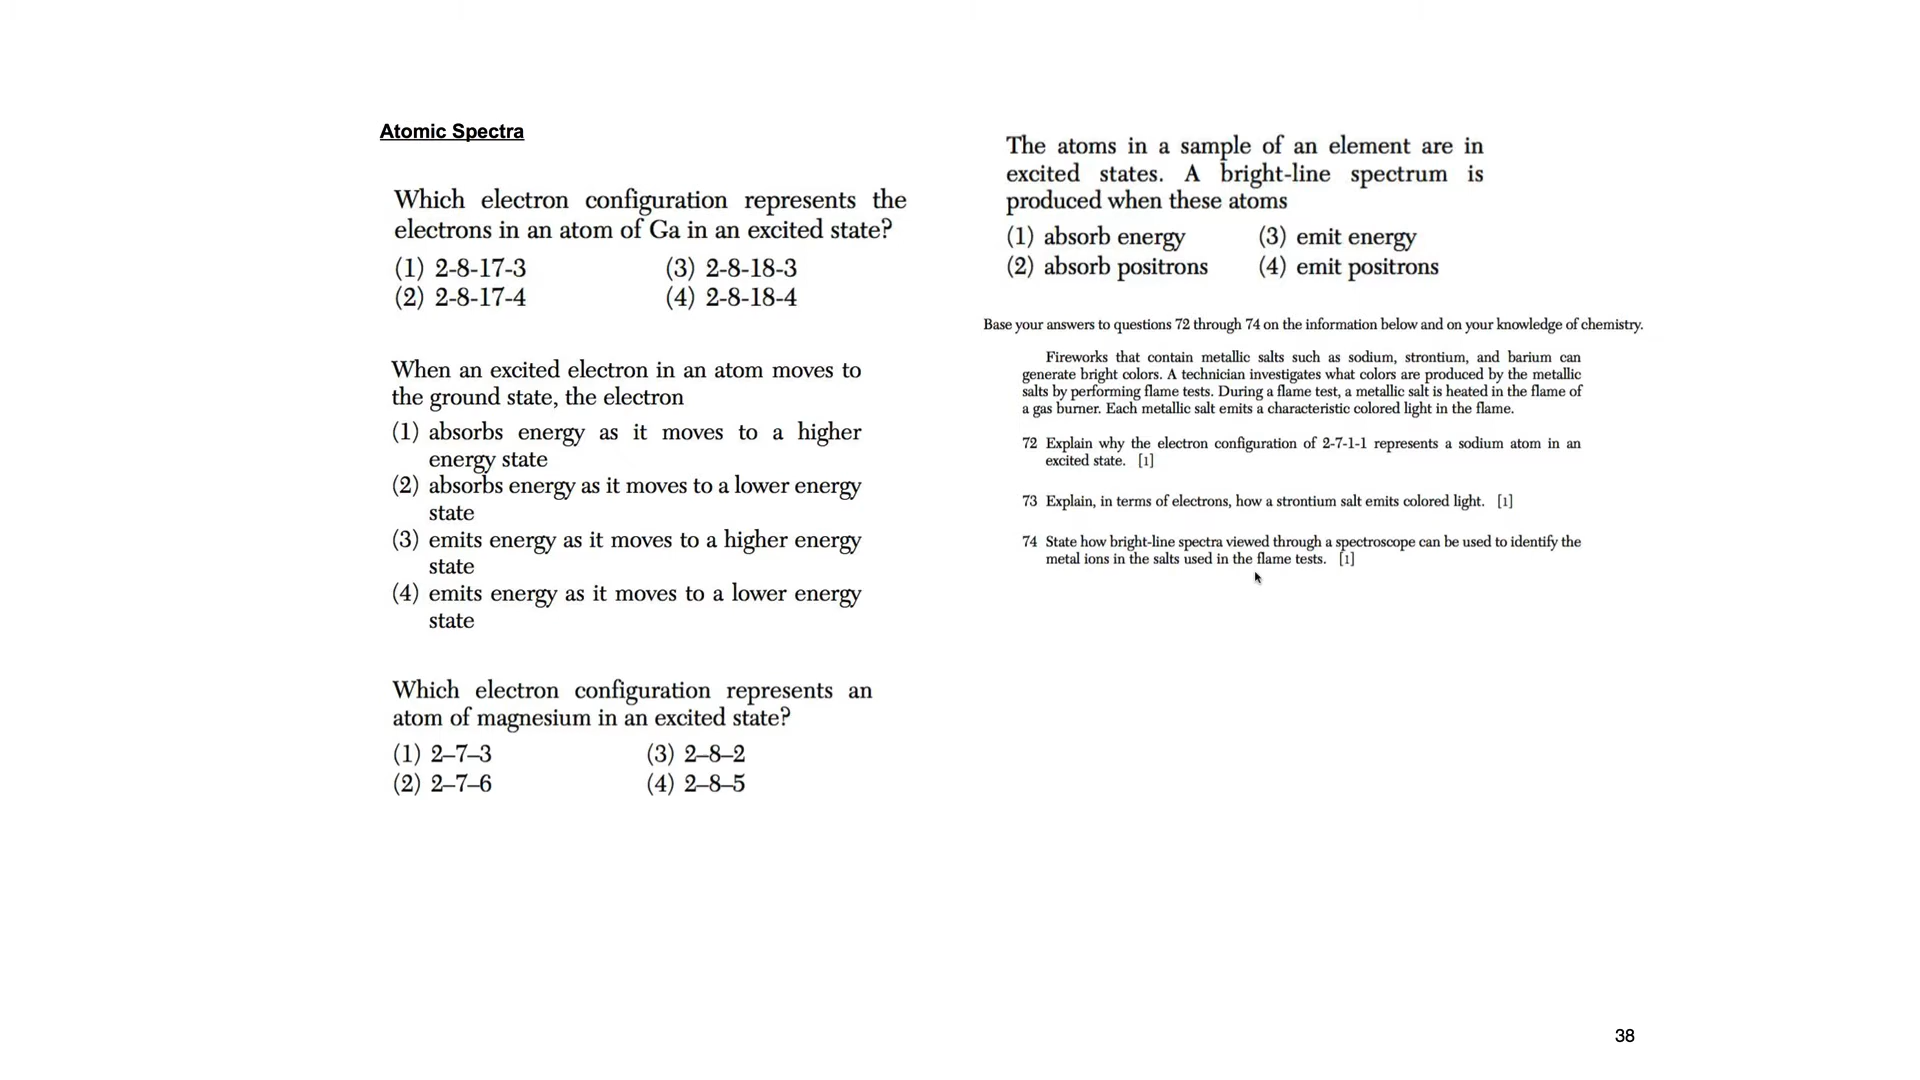 Atomic Spectra
Which electron configuration represents the
electrons in an atom of Ga in an excited state?
(1) 2-8-17-3 (3) 2-8-18-3
(2) 2-8-17-4 (4) 2-8-18-4
When an excited electron in an atom moves to
the ground state, the electron
(1) absorbs energy as it moves to a higher
energy state
(2) absorbs energy as it moves to a lower energy
state
(3) emits energy as it moves to a higher energy
state
(4) emits energy as it moves to a lower energy
state
Which electron configuration represents an
atom of magnesium in an excited state?
(1) 2–7–3 (3) 2–8–2
(2) 2–7–6 (4) 2–8–5
The atoms in a sample of an element are in
excited states. A bright-line spectrum is
produced when these atoms
(1) absorb energy (3) emit energy
(2) absorb positrons (4) emit positrons
Base your answers to questions 72 through 74 on the information below and on your knowledge of chemistry.
Fireworks that contain metallic salts such as sodium, strontium, and barium can
generate bright colors. A technician investigates what colors are produced by the metallic
salts by performing flame tests. During a flame test, a metallic salt is heated in the flame of
a gas burner. Each metallic salt emits a characteristic colored light in the flame.
72 Explain why the electron configuration of 2-7-1-1 represents a sodium atom in an
excited state. [1]
73 Explain, in terms of electrons, how a strontium salt emits colored light. [1]
74 State how bright-line spectra viewed through a spectroscope can be used to identify the
metal ions in the salts used in the flame tests. [1]
38